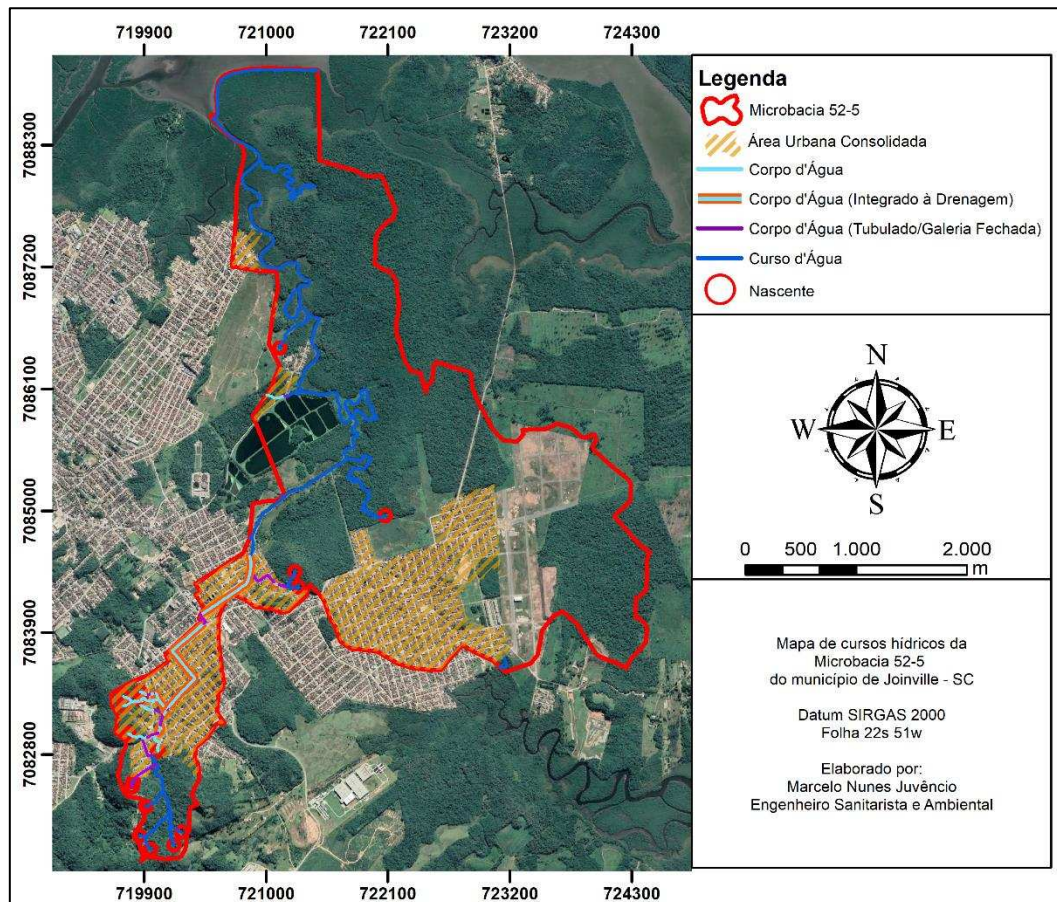 719900 721000 722100 723200 724300
7088300
7087200
7086100
7085000
7083900
7082800
719900 721000 722100 723200 724300
Legenda
Microbacia 52-5
Área Urbana Consolidada
Corpo d'Água
Corpo d'Água (Integrado à Drenagem)
Corpo d'Água (Tubulado/Galeria Fechada)
Curso d'Água
Nascente
N
W E
S
0 500 1.000 2.000
m
Mapa de cursos hídricos da
Microbacia 52-5
do município de Joinville - SC
Datum SIRGAS 2000
Folha 22s 51w
Elaborado por:
Marcelo Nunes Juvêncio
Engenheiro Sanitarista e Ambiental